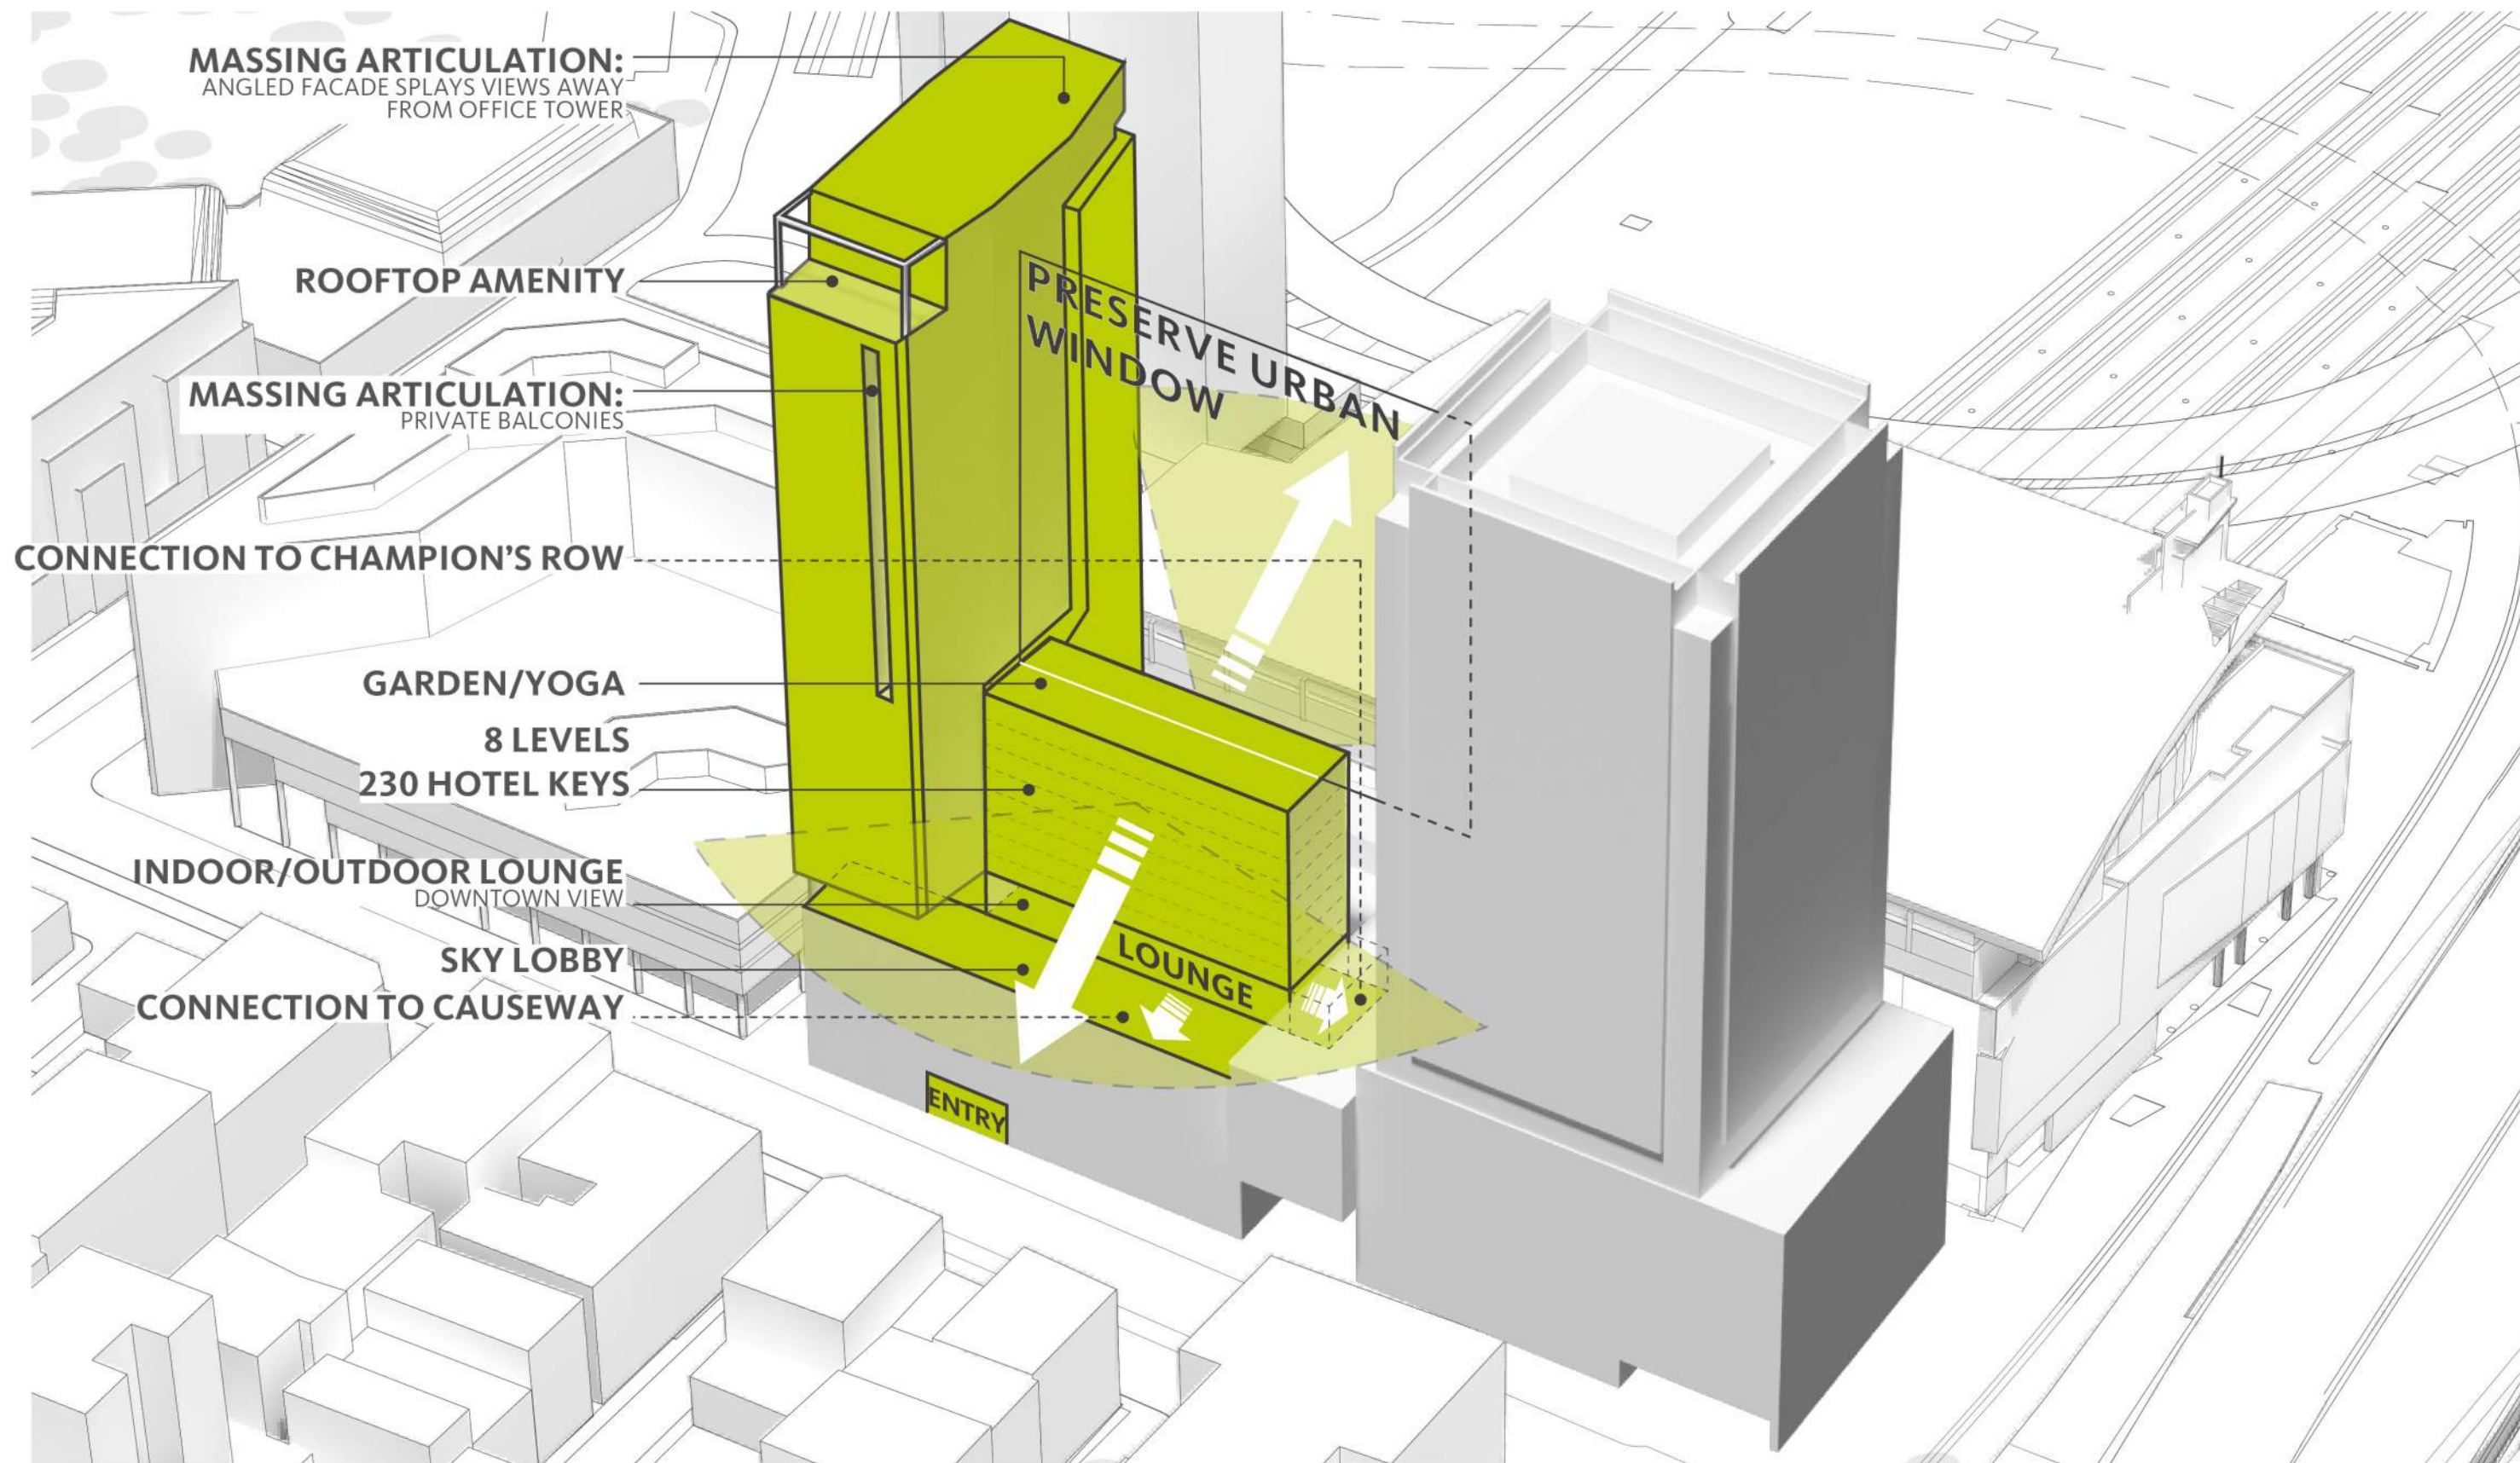 MASSING ARTICULATION:
ANGLED FACADE SPLAYS VIEWS AWAY
FROM OFFICE TOWER
ROOFTOP AMENITY
PRESERVE URBAN
WINDOW
MASSING ARTICULATION:
PRIVATE BALCONIES
CONNECTION TO CHAMPION'S ROW
GARDEN/YOGA
8 LEVELS
230 HOTEL KEYS
INDOOR/OUTDOOR LOUNGE
DOWNTOWN VIEW
SKY LOBBY
LOUNGE
CONNECTION TO CAUSEWAY
ENTRY